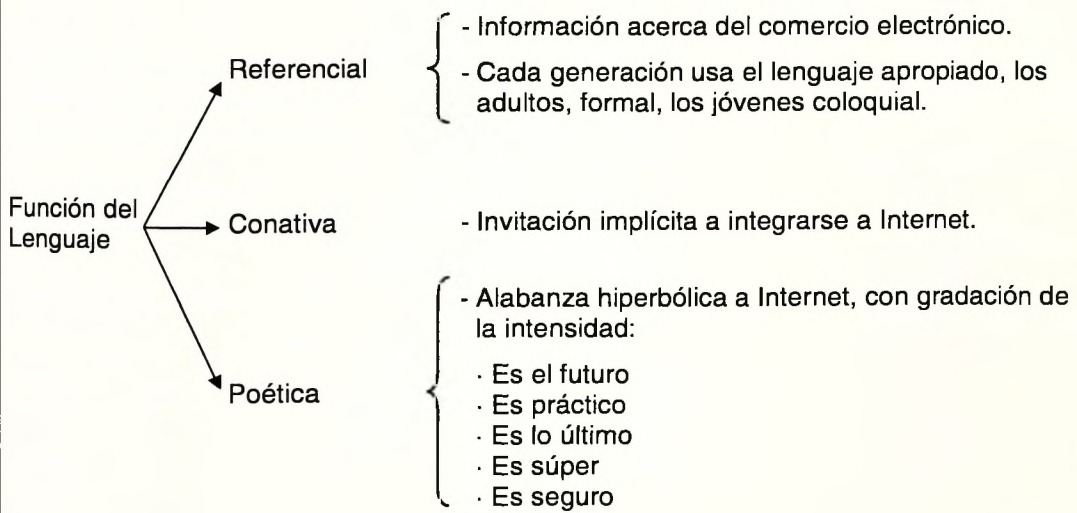 Función del
Lenguaje
Referencial
- Información acerca del comercio electrónico.
- Cada generación usa el lenguaje apropiado, los
adultos, formal, los jóvenes coloquial.
Conativa
- Invitación implícita a integrarse a Internet.
Poética
- Alabanza hiperbólica a Internet, con gradación de
la intensidad:
· Es el futuro
· Es práctico
· Es lo último
· Es súper
· Es seguro